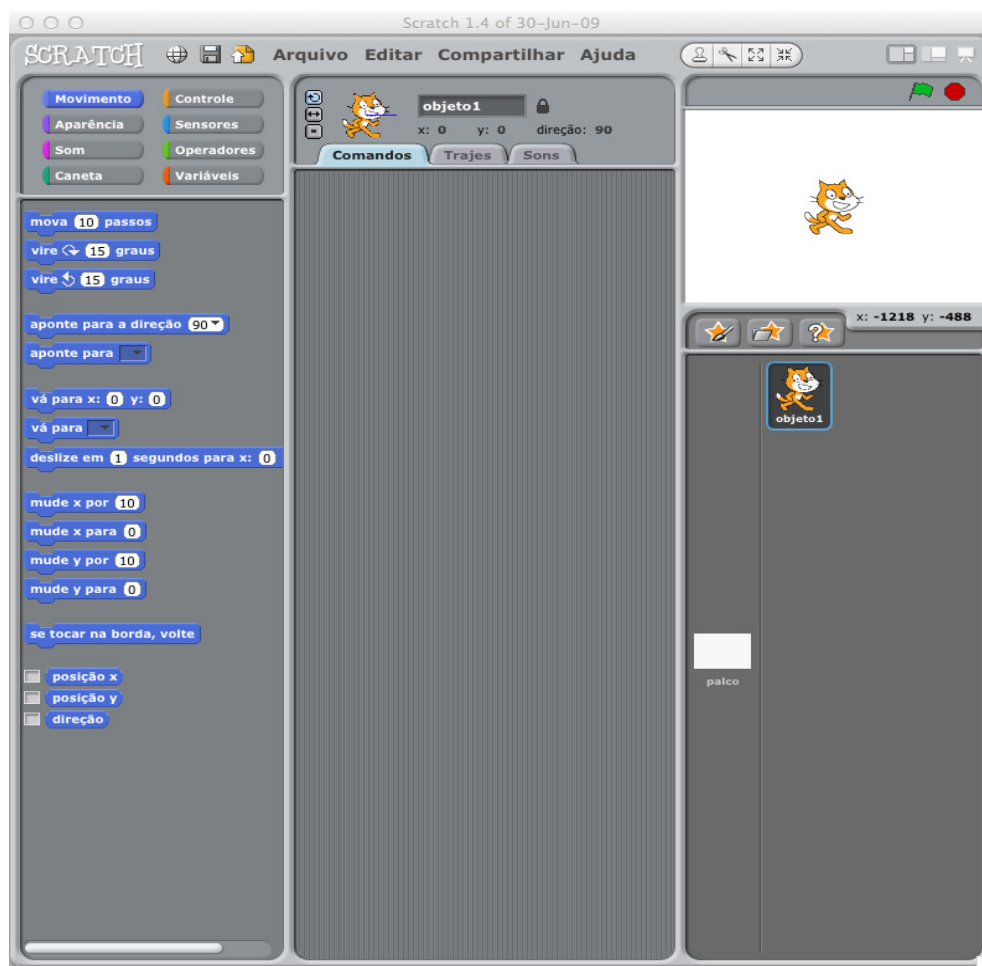 Scratch 1.4 of 30-Jun-09
SCRATCH Arquivo Editar Compartilhar Ajuda
Movimento Controle
Aparência Sensores
Som Operadores
Caneta Variáveis
mova 10 passos
vire 15 graus
vire 15 graus
aponte para a direção 90
aponte para
vá para x: 0 y: 0
vá para
deslize em 1 segundos para x: 0
mude x por 10
mude x para 0
mude y por 10
mude y para 0
se tocar na borda, volte
posição x
posição y
direção
objeto1
x: 0 y: 0 direção: 90
Comandos Trajes Sons
x: -1218 y: -488
objeto1
palco